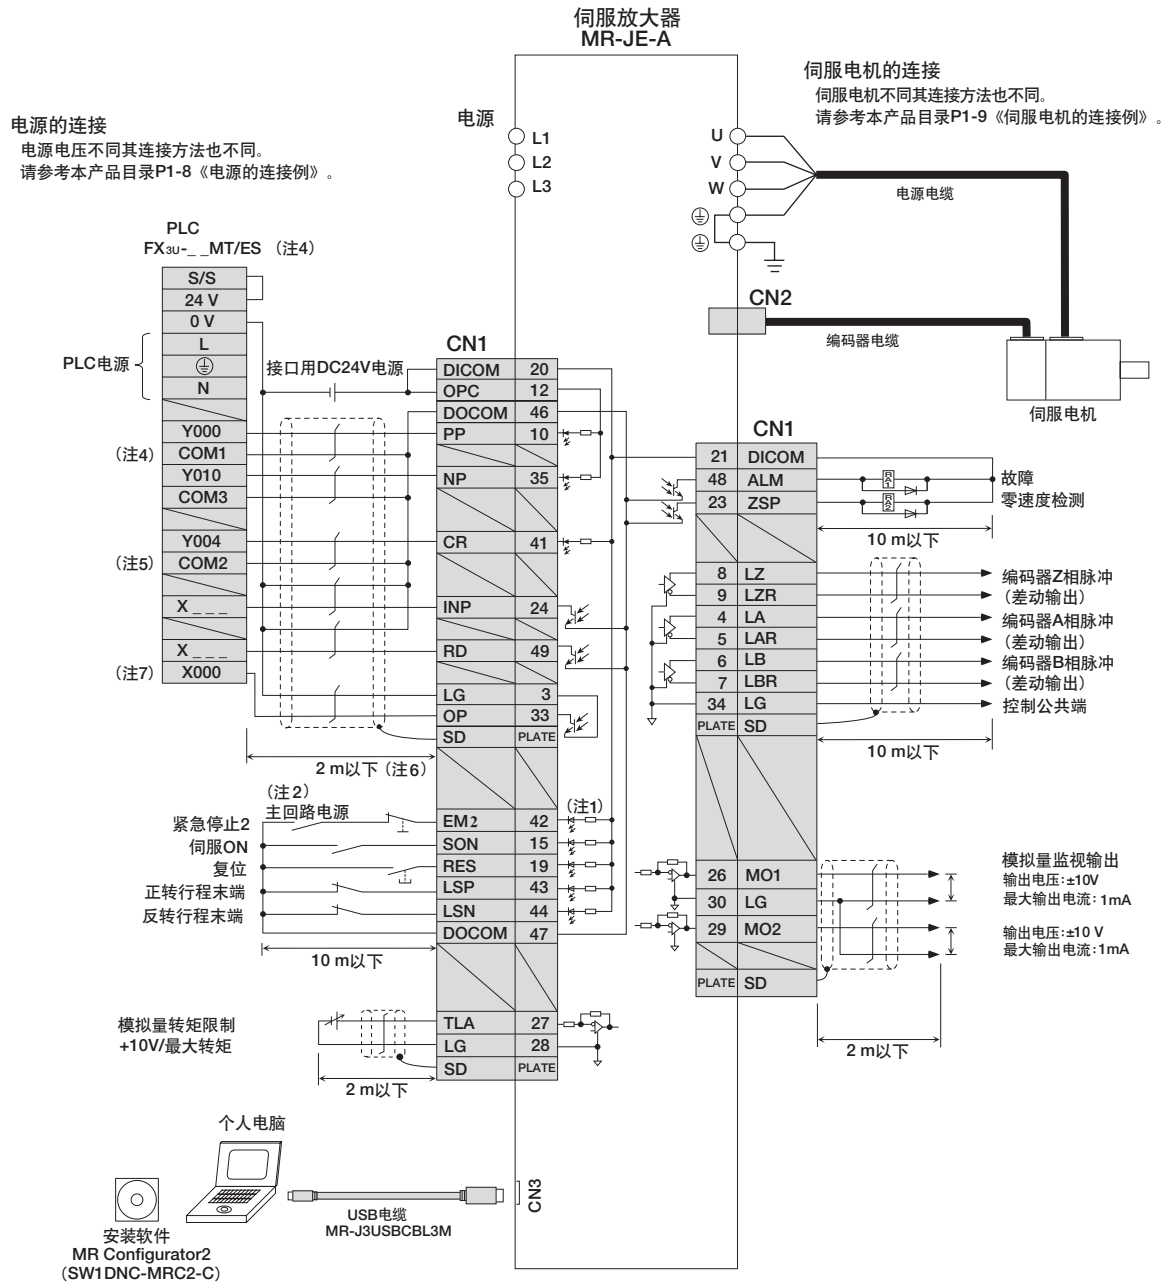 伺服放大器
MR-JE-A
伺服电机的连接
伺服电机不同其连接方法也不同。
请参考本产品目录P1-9《伺服电机的连接例》。
电源的连接
电源电压不同其连接方法也不同。
请参考本产品目录P1-8《电源的连接例》。
电源
L1
L2
L3
U
V
W
电源电缆
CN2
编码器电缆
伺服电机
PLC
FX3U-_ _MT/ES （注4）
S/S
24 V
0 V
L
N
PLC电源
Y000
（注4） COM1
Y010
COM3
Y004
（注5） COM2
X _ _ _
X _ _ _
（注7） X000
接口用DC24V电源
CN1
DICOM 20
OPC 12
DOCOM 46
PP 10
NP 35
CR 41
INP 24
RD 49
LG 3
OP 33
SD PLATE
2 m以下（注6）
（注2）
主回路电源
（注1）
紧急停止2 EM2 42
伺服ON SON 15
复位 RES 19
正转行程末端 LSP 43
反转行程末端 LSN 44
DOCOM 47
10 m以下
模拟量转矩限制
+10V/最大转矩
TLA 27
LG 28
SD PLATE
2 m以下
CN1
21 DICOM
48 ALM RA1 故障
23 ZSP RA2 零速度检测
10 m以下
8 LZ 编码器Z相脉冲
9 LZR （差动输出）
4 LA 编码器A相脉冲
5 LAR （差动输出）
6 LB 编码器B相脉冲
7 LBR （差动输出）
34 LG 控制公共端
PLATE SD
10 m以下
模拟量监视输出
26 MO1 输出电压：±10V
30 LG 最大输出电流：1mA
29 MO2 输出电压：±10 V
最大输出电流：1mA
PLATE SD
2 m以下
个人电脑
CN3
USB电缆
MR-J3USBCBL3M
安装软件
MR Configurator2
（SW1DNC-MRC2-C）